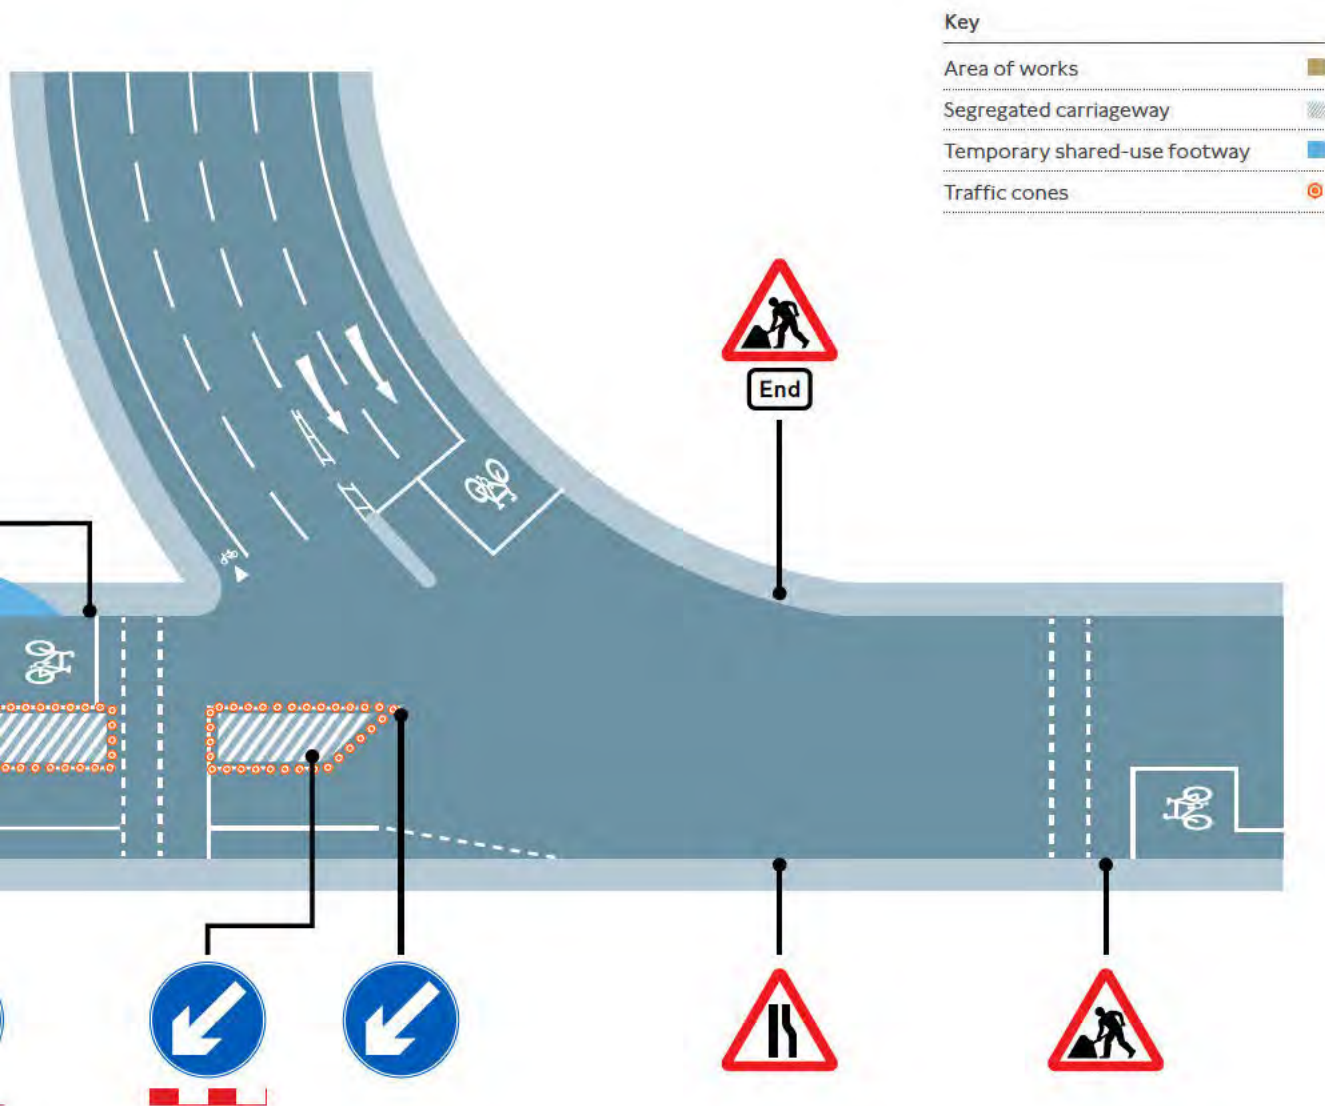 Key
Area of works
Segregated carriageway
Temporary shared-use footway
Traffic cones
End